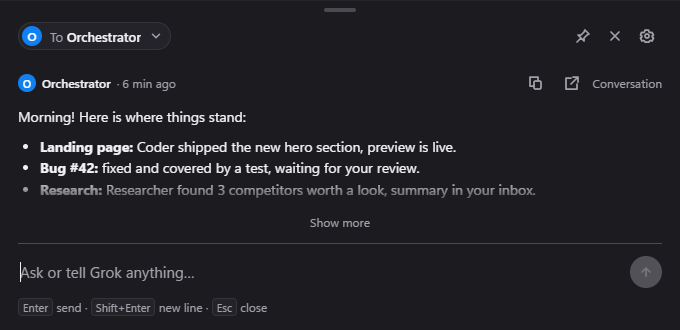 O To Orchestrator
O Orchestrator · 6 min ago Conversation
Morning! Here is where things stand:
• Landing page: Coder shipped the new hero section, preview is live.
• Bug #42: fixed and covered by a test, waiting for your review.
• Research: Researcher found 3 competitors worth a look, summary in your inbox.
Show more
Ask or tell Grok anything...
Enter send · Shift+Enter new line · Esc close